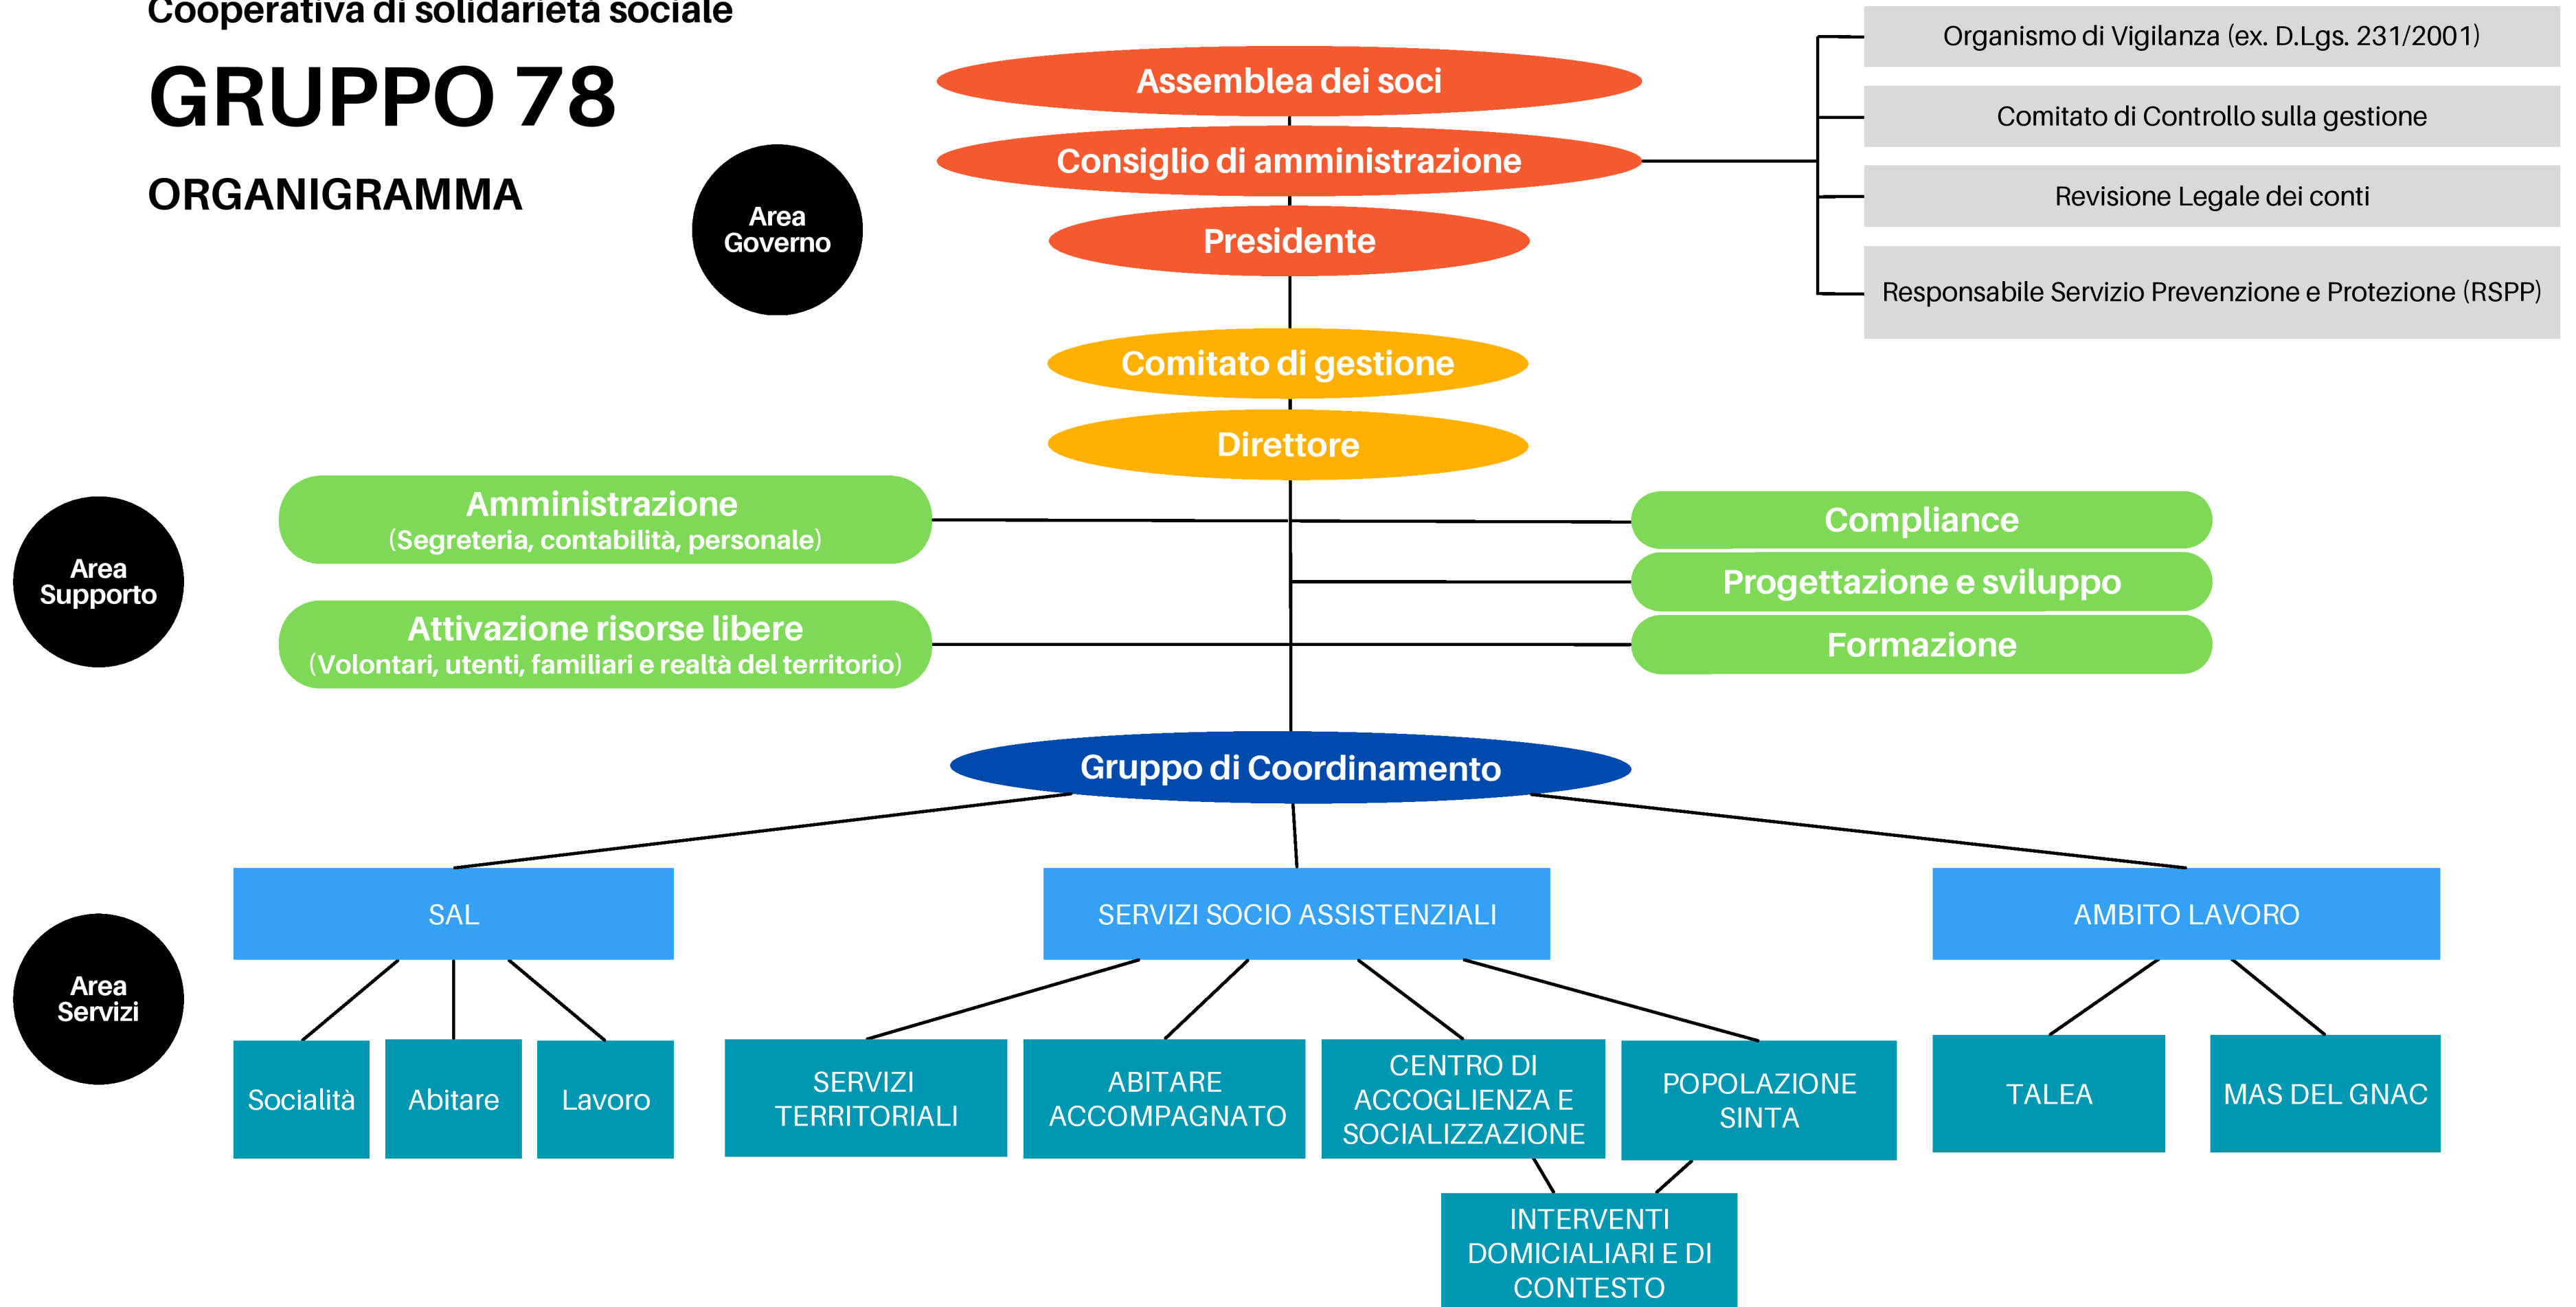 Cooperativa di solidarietà sociale
GRUPPO 78
ORGANIGRAMMA
Organismo di Vigilanza (ex. D.Lgs. 231/2001)
Assemblea dei soci
Comitato di Controllo sulla gestione
Consiglio di amministrazione
Revisione Legale dei conti
Area
Governo
Presidente
Responsabile Servizio Prevenzione e Protezione (RSPP)
Comitato di gestione
Direttore
Area
Supporto
Amministrazione
(Segreteria, contabilità, personale)
Attivazione risorse libere
(Volontari, utenti, familiari e realtà del territorio)
Compliance
Progettazione e sviluppo
Formazione
Gruppo di Coordinamento
Area
Servizi
SAL
SERVIZI SOCIO ASSISTENZIALI
AMBITO LAVORO
Socialità
Abitare
Lavoro
SERVIZI
TERRITORIALI
ABITARE
ACCOMPAGNATO
CENTRO DI
ACCOGLIENZA E
SOCIALIZZAZIONE
POPOLAZIONE
SINTA
TALEA
MAS DEL GNAC
INTERVENTI
DOMICIALIARI E DI
CONTESTO